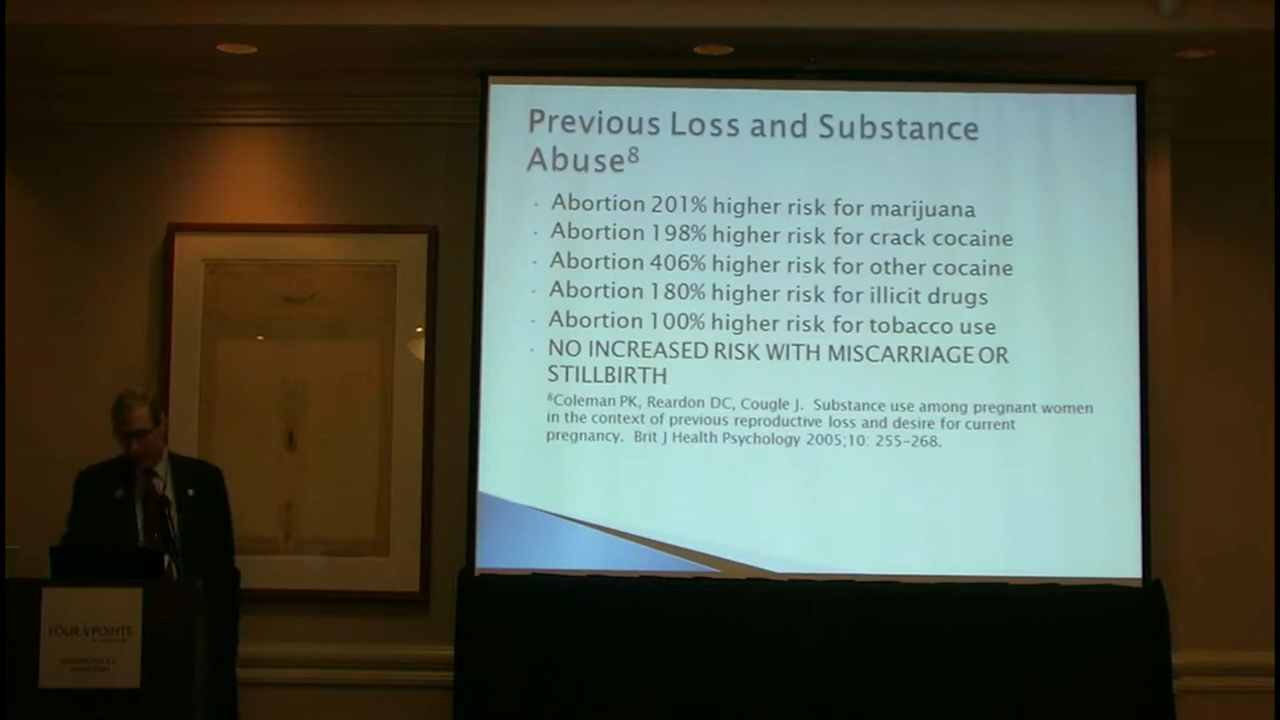 Previous Loss and Substance
Abuse⁸
· Abortion 201% higher risk for marijuana
· Abortion 198% higher risk for crack cocaine
· Abortion 406% higher risk for other cocaine
· Abortion 180% higher risk for illicit drugs
· Abortion 100% higher risk for tobacco use
· NO INCREASED RISK WITH MISCARRIAGE OR
STILLBIRTH
⁸Coleman PK, Reardon DC, Cougle J. Substance use among pregnant women
in the context of previous reproductive loss and desire for current
pregnancy. Brit J Health Psychology 2005;10: 255-268.
FOUR POINTS